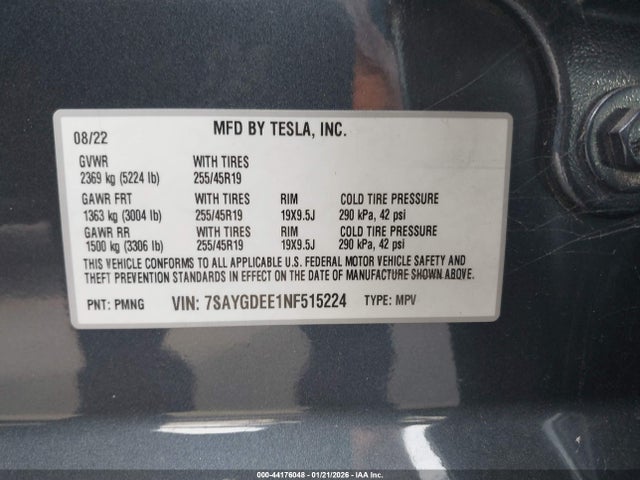 08/22 MFD BY TESLA, INC.
GVWR WITH TIRES
2369 kg (5224 lb) 255/45R19
GAWR FRT WITH TIRES RIM COLD TIRE PRESSURE
1363 kg (3004 lb) 255/45R19 19X9.5J 290 kPa, 42 psi
GAWR RR WITH TIRES RIM COLD TIRE PRESSURE
1500 kg (3306 lb) 255/45R19 19X9.5J 290 kPa, 42 psi
THIS VEHICLE CONFORMS TO ALL APPLICABLE U.S. FEDERAL MOTOR VEHICLE SAFETY AND
THEFT PREVENTION STANDARDS IN EFFECT ON THE DATE OF MANUFACTURE SHOWN ABOVE.
PNT: PMNG VIN: 7SAYGDEE1NF515224 TYPE: MPV
000-44176048 - 01/21/2026 - IAA Inc.